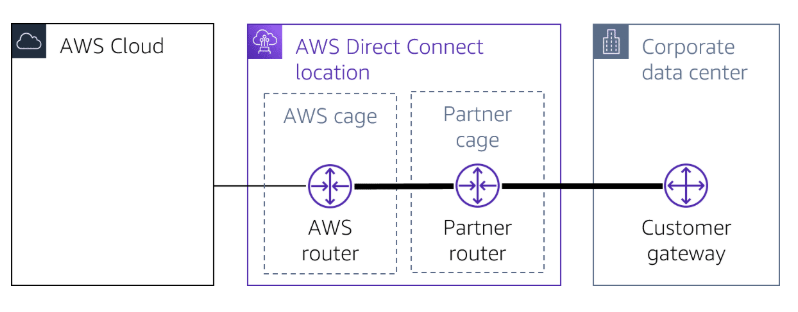 AWS Cloud
AWS Direct Connect
location
AWS cage
Partner
cage
AWS
router
Partner
router
Corporate
data center
Customer
gateway